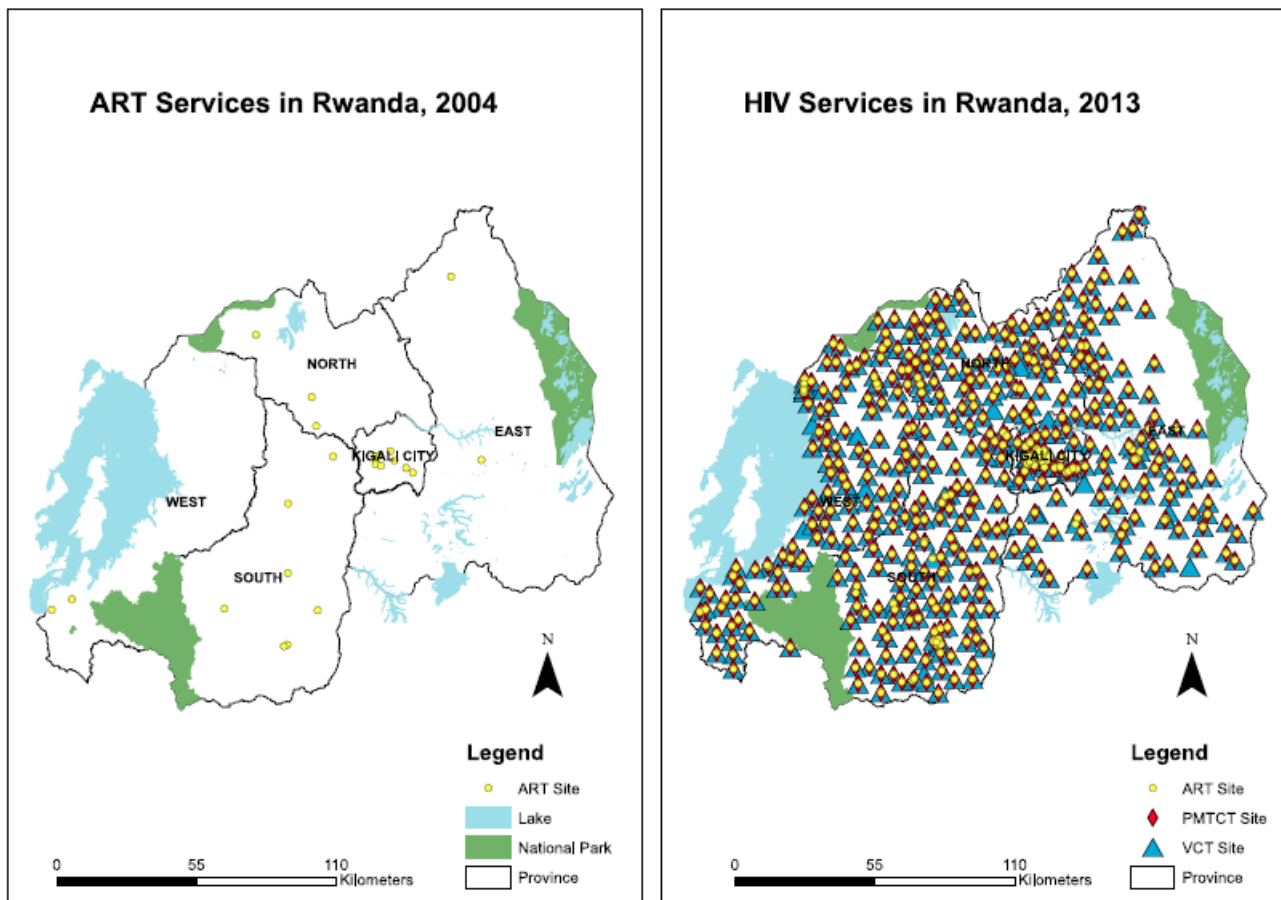 ART Services in Rwanda, 2004
NORTH
EAST
KIGALI CITY
WEST
SOUTH
N
Legend
ART Site
Lake
National Park
Province
0 55 110
Kilometers
HIV Services in Rwanda, 2013
NORTH
EAST
KIGALI CITY
WEST
SOUTH
N
Legend
ART Site
PMTCT Site
VCT Site
Province
0 55 110
Kilometers